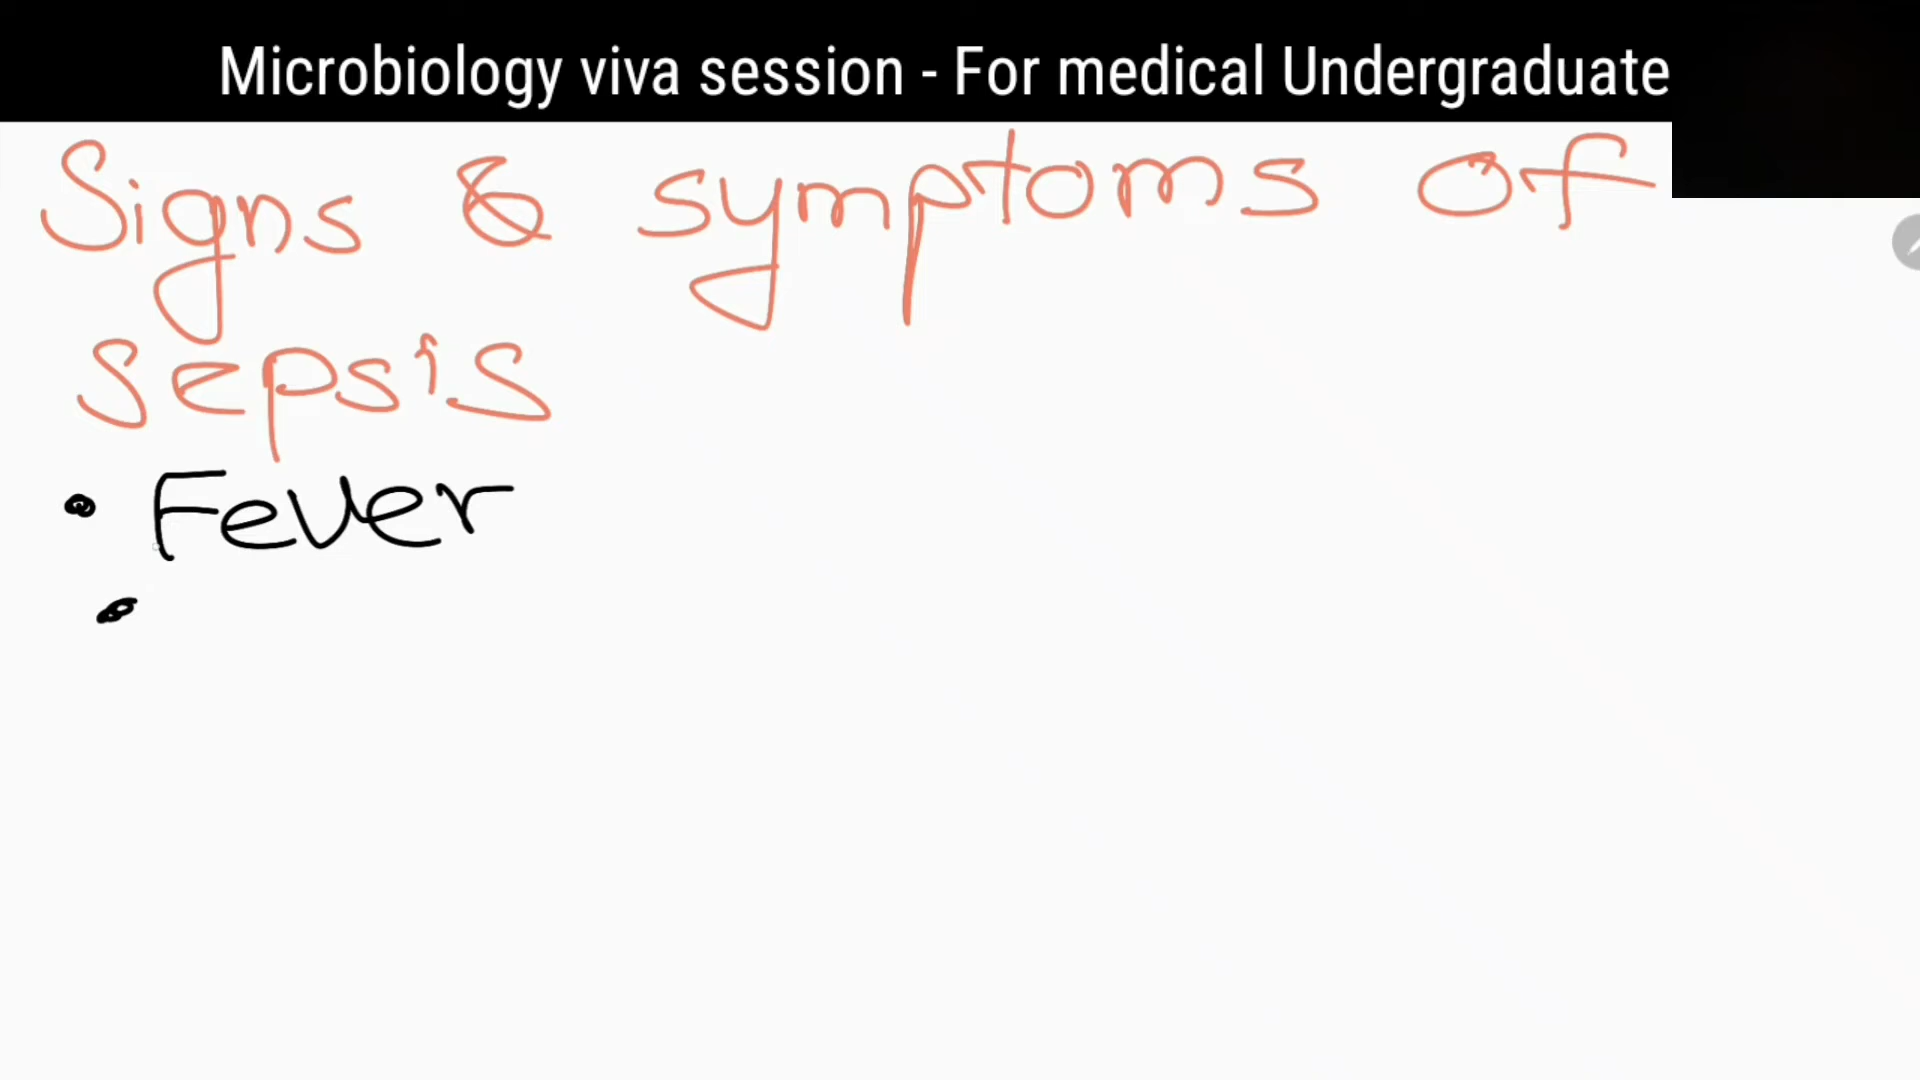 Microbiology viva session - For medical Undergraduate
Signs & symptoms of
sepsis
• Fever
•